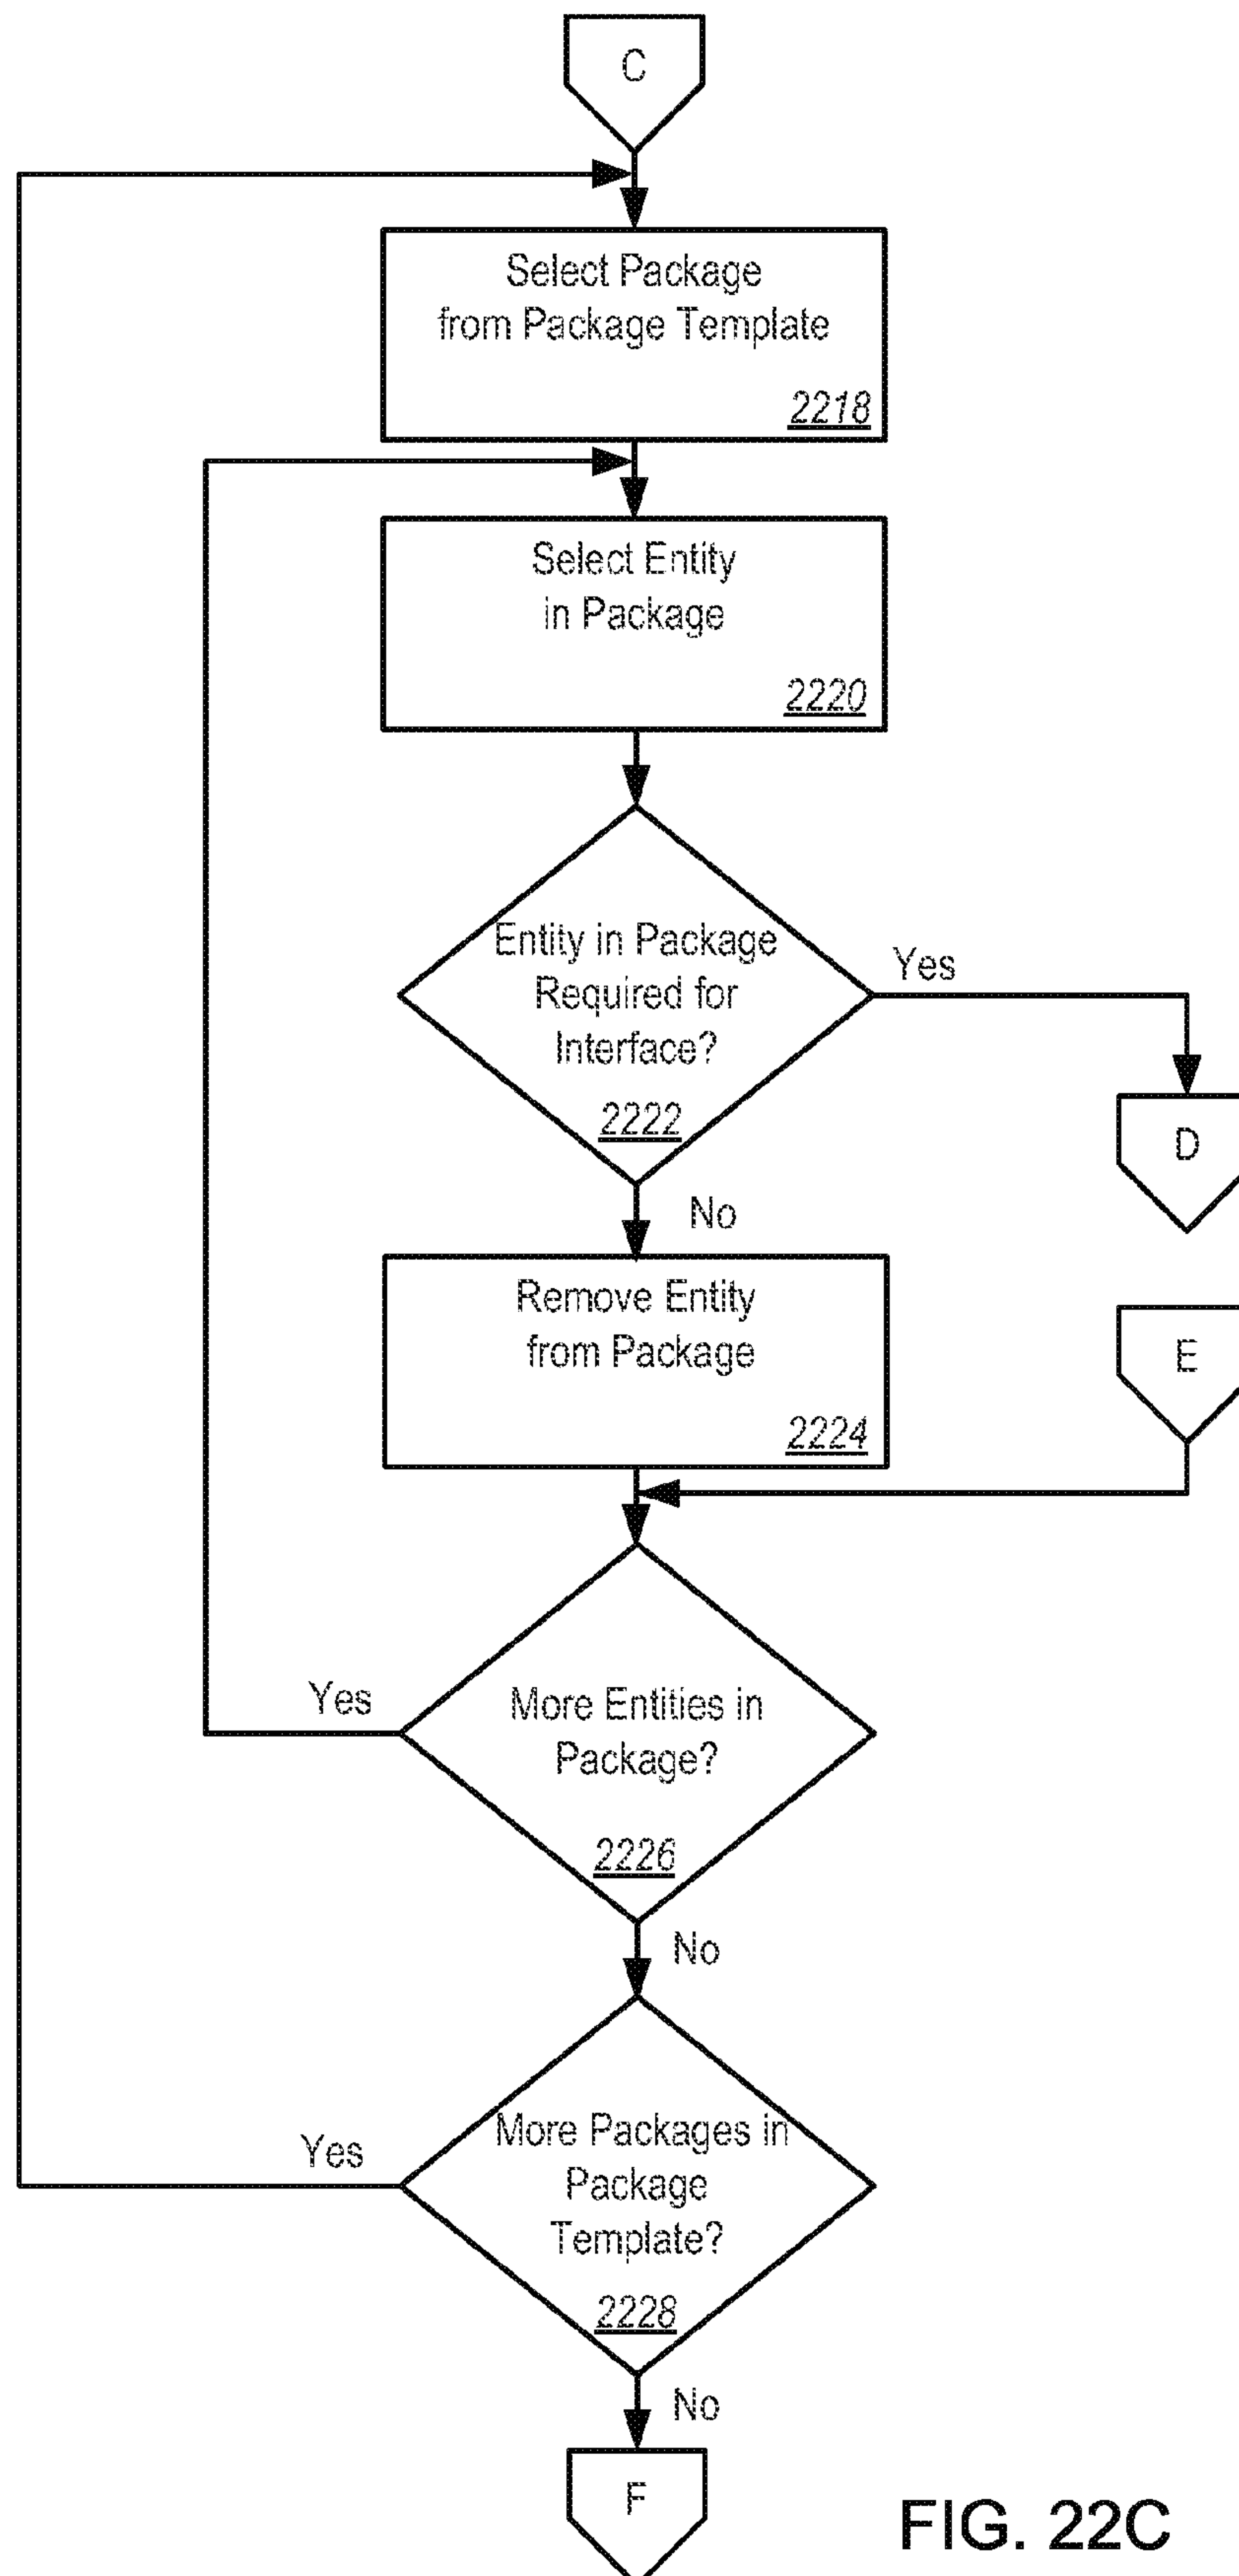 C
Select Package
from Package Template
2218
Select Entity
in Package
2220
Entity in Package
Required for
Interface?
2222
Yes
D
No
Remove Entity
from Package
2224
E
More Entities in
Package?
2226
Yes
No
More Packages in
Package
Template?
2228
Yes
No
F
FIG. 22C